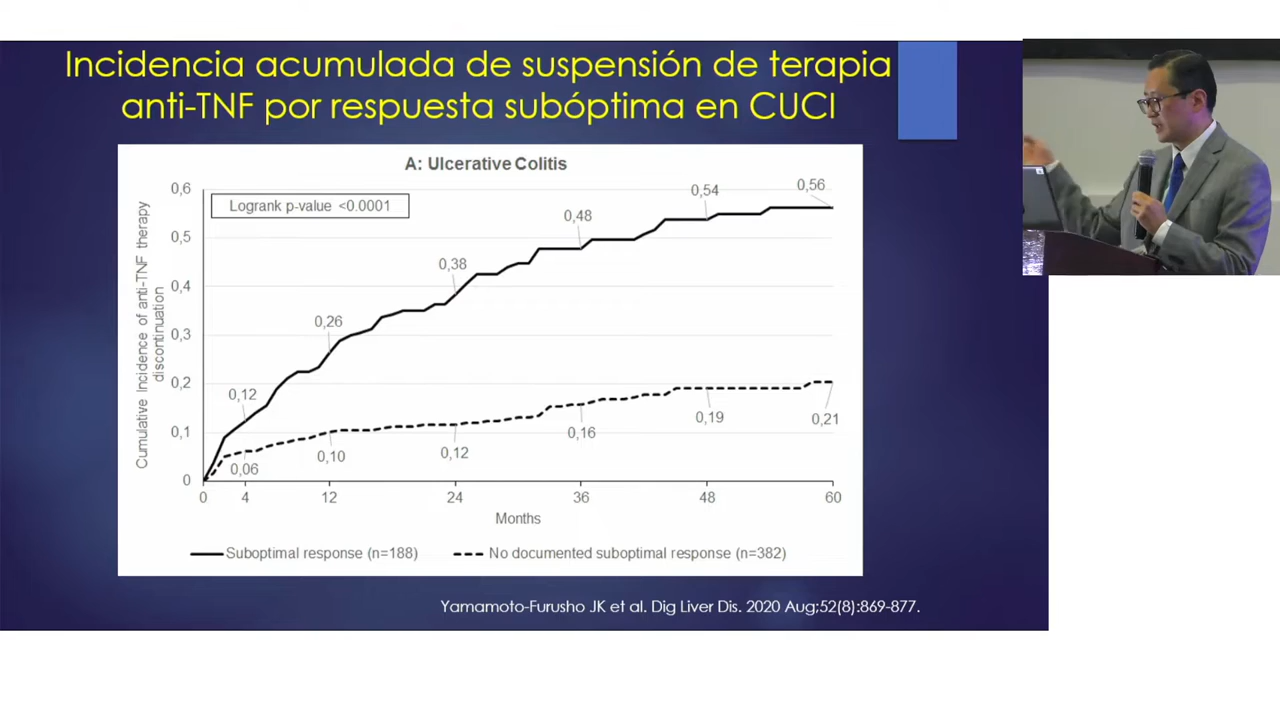 Incidencia acumulada de suspensión de terapia
anti-TNF por respuesta subóptima en CUCI
A: Ulcerative Colitis
Logrank p-value <0.0001
Cumulative Incidence of anti-TNF therapy
discontinuation
0,6
0,5
0,4
0,3
0,2
0,1
0
0,12
0,26
0,38
0,48
0,54
0,56
0,06
0,10
0,12
0,16
0,19
0,21
0 4 12 24 36 48 60
Months
Suboptimal response (n=188) No documented suboptimal response (n=382)
Yamamoto-Furusho JK et al. Dig Liver Dis. 2020 Aug;52(8):869-877.